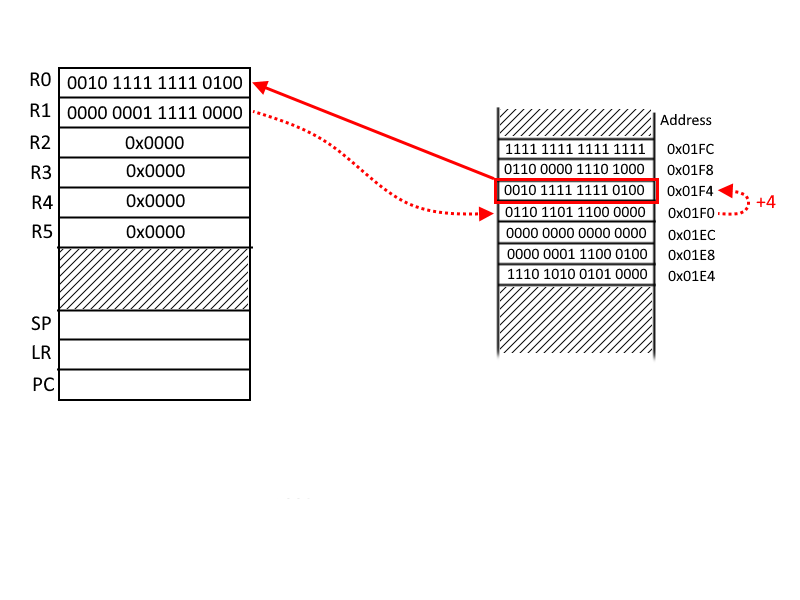 R0 0010 1111 1111 0100
R1 0000 0001 1111 0000
R2 0x0000
R3 0x0000
R4 0x0000
R5 0x0000
SP
LR
PC
Address
1111 1111 1111 1111 0x01FC
0110 0000 1110 1000 0x01F8
0010 1111 1111 0100 0x01F4
+4
0110 1101 1100 0000 0x01F0
0000 0000 0000 0000 0x01EC
0000 0001 1100 0100 0x01E8
1110 1010 0101 0000 0x01E4